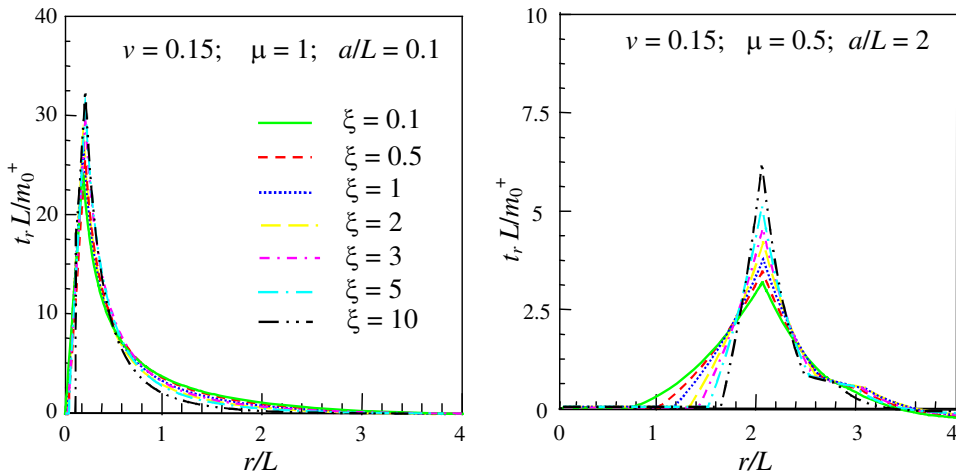 40
30
20
10
0
t_r L/m_0^+
ν = 0.15; μ = 1; a/L = 0.1
ξ = 0.1
ξ = 0.5
ξ = 1
ξ = 2
ξ = 3
ξ = 5
ξ = 10
0 1 2 3 4
r/L
10
7.5
5
2.5
0
t_r L/m_0^+
ν = 0.15; μ = 0.5; a/L = 2
1 2 3 4
r/L